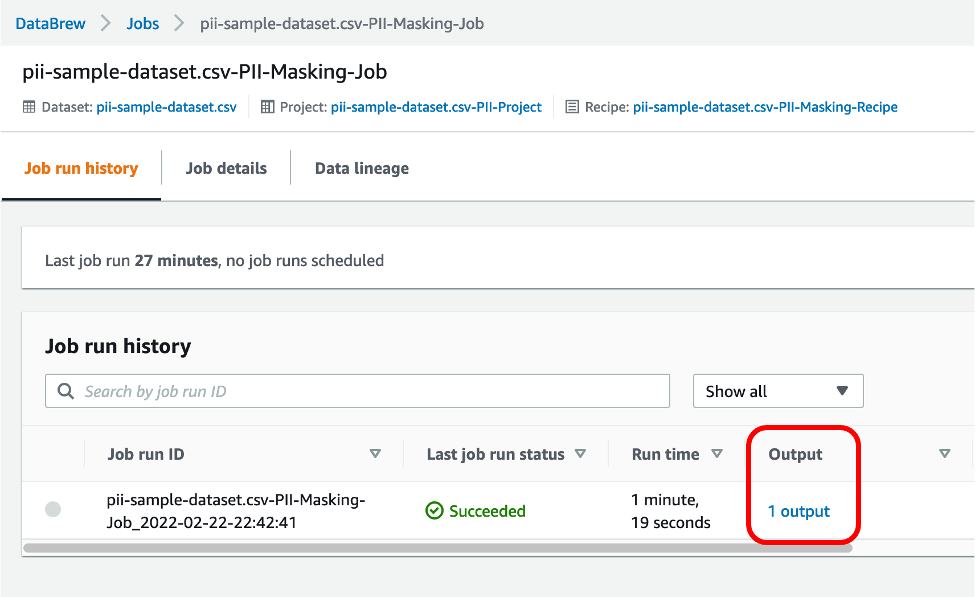 DataBrew > Jobs > pii-sample-dataset.csv-PII-Masking-Job
pii-sample-dataset.csv-PII-Masking-Job
Dataset: pii-sample-dataset.csv Project: pii-sample-dataset.csv-PII-Project Recipe: pii-sample-dataset.csv-PII-Masking-Recipe
Job run history Job details Data lineage
Last job run 27 minutes, no job runs scheduled
Job run history
Search by job run ID Show all
Job run ID Last job run status Run time Output
pii-sample-dataset.csv-PII-Masking-
Job_2022-02-22-22:42:41
Succeeded
1 minute,
19 seconds
1 output